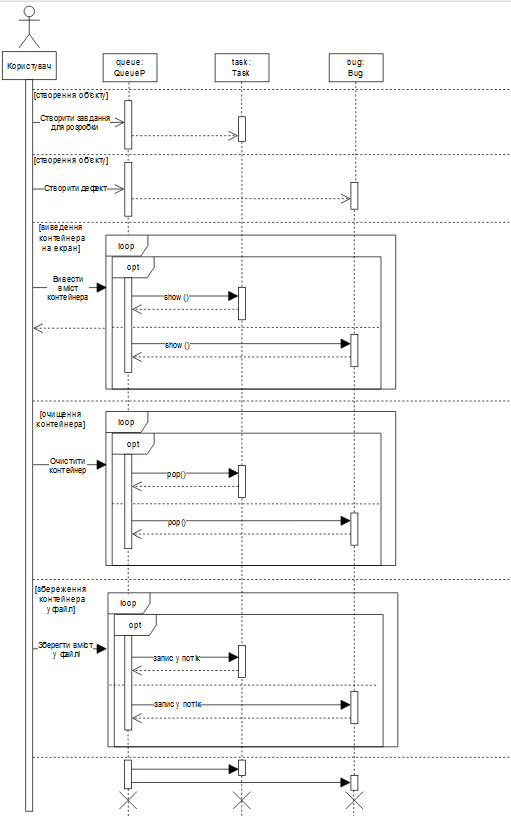 Користувач
queue:
QueueP
task:
Task
bug:
Bug
[створення об'єкту]
Створити завдання
для розробки
[створення об'єкту]
Створити дефект
[виведення
контейнера
на екран]
loop
opt
Вивести
вміст
контейнера
show ()
show ()
[очищення
контейнера]
loop
opt
Очистити
контейнер
pop()
pop()
[збереження
контейнера
у файл]
loop
opt
Зберегти вміст
у файлі
запис у потік
запис у потік